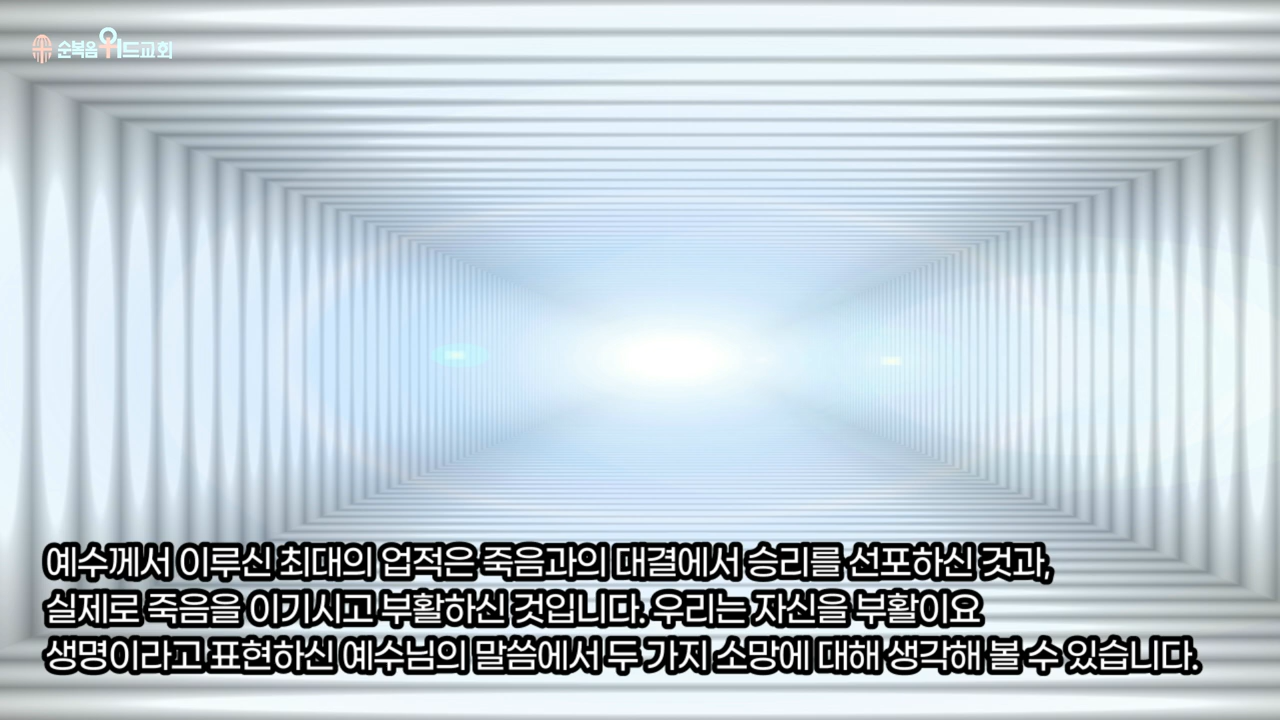 순복음위드교회
예수께서 이루신 최대의 업적은 죽음과의 대결에서 승리를 선포하신 것과,
실제로 죽음을 이기시고 부활하신 것입니다. 우리는 자신을 부활이요
생명이라고 표현하신 예수님의 말씀에서 두 가지 소망에 대해 생각해 볼 수 있습니다.